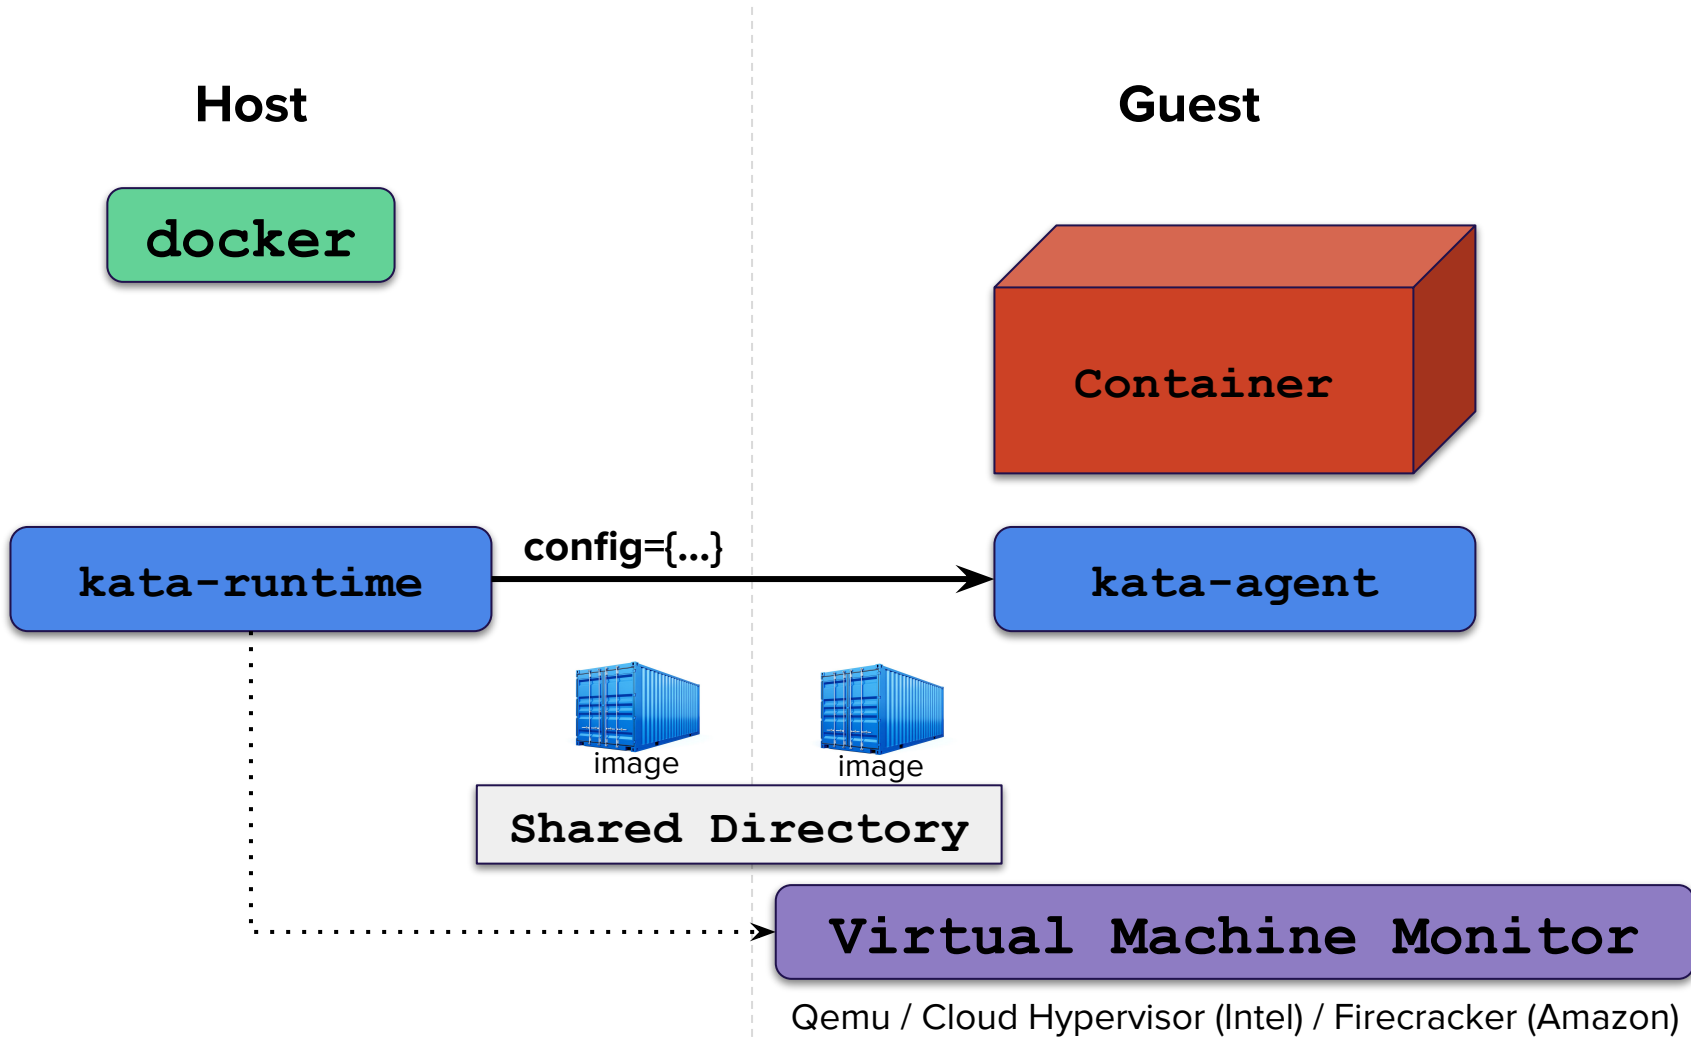 Host
Guest
docker
Container
config={...}
kata-runtime
kata-agent
image
image
Shared Directory
Virtual Machine Monitor
Qemu / Cloud Hypervisor (Intel) / Firecracker (Amazon)